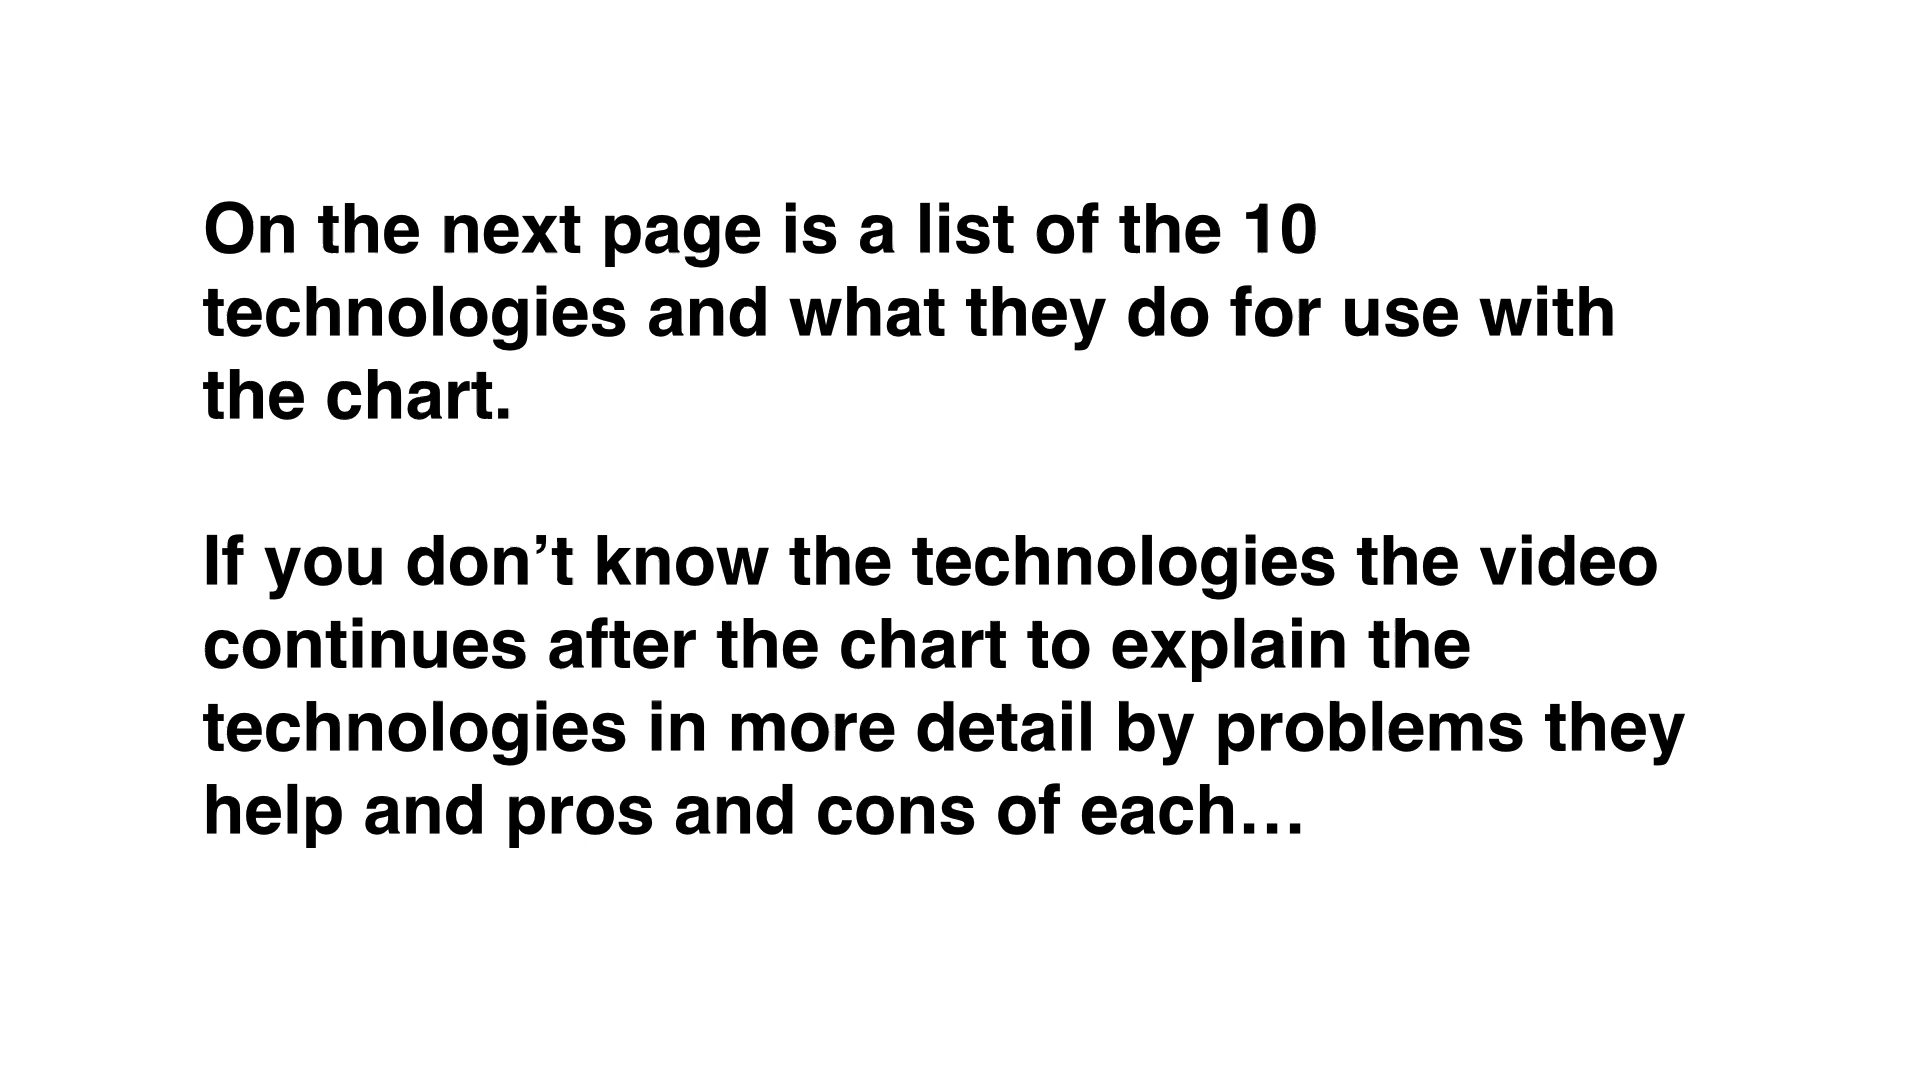 On the next page is a list of the 10
technologies and what they do for use with
the chart.
If you don’t know the technologies the video
continues after the chart to explain the
technologies in more detail by problems they
help and pros and cons of each…